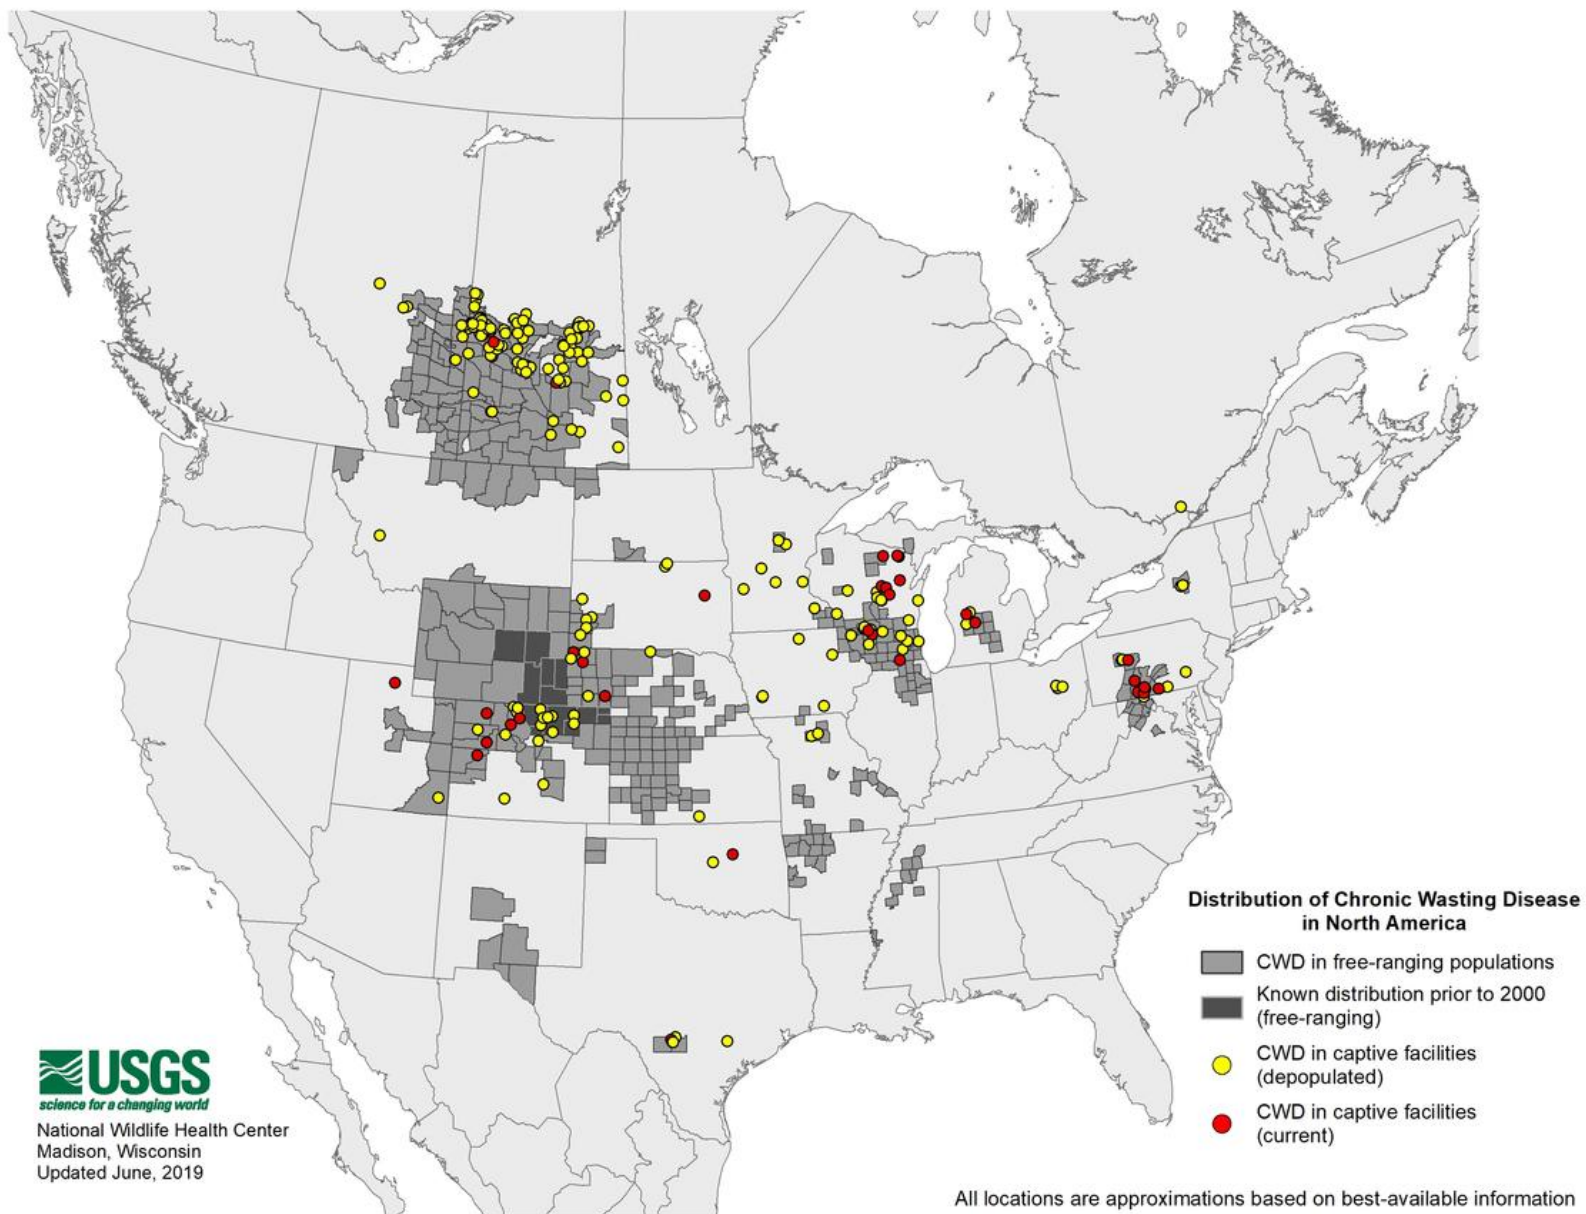 Distribution of Chronic Wasting Disease
in North America
CWD in free-ranging populations
Known distribution prior to 2000
(free-ranging)
CWD in captive facilities
(depopulated)
CWD in captive facilities
(current)
USGS
science for a changing world
National Wildlife Health Center
Madison, Wisconsin
Updated June, 2019
All locations are approximations based on best-available information